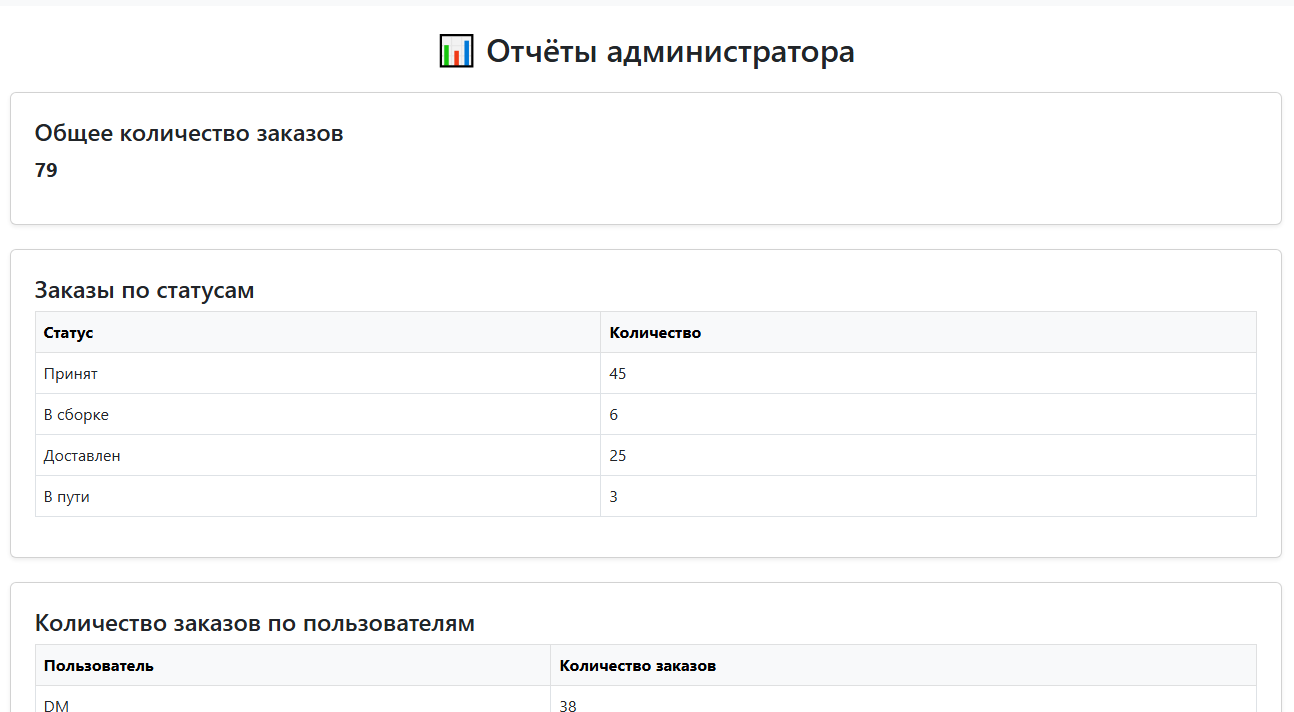 Отчёты администратора
Общее количество заказов
79
Заказы по статусам
Статус Количество
Принят 45
В сборке 6
Доставлен 25
В пути 3
Количество заказов по пользователям
Пользователь Количество заказов
DM 38